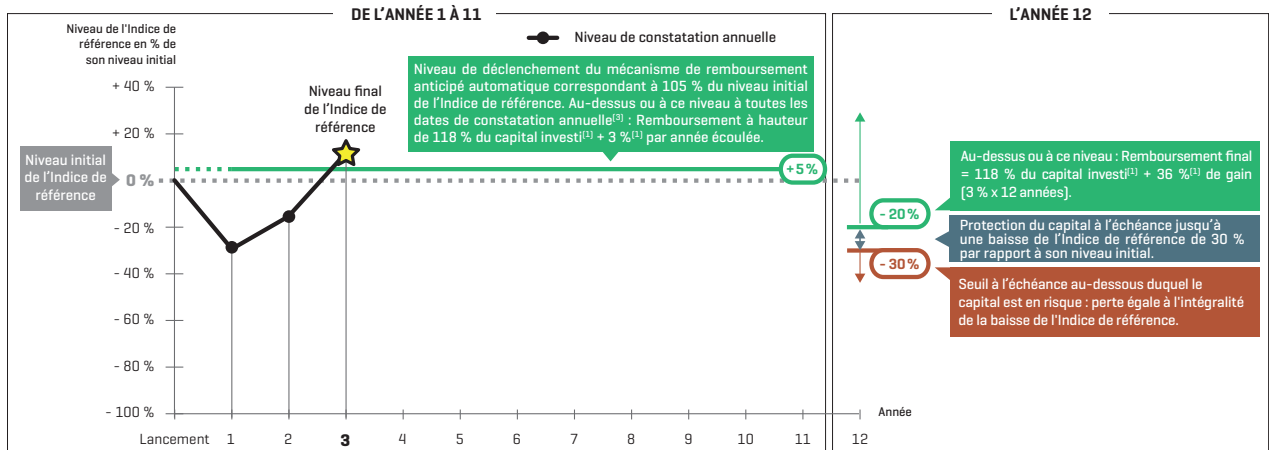 DE L'ANNÉE 1 À 11
L'ANNÉE 12
Niveau de l'Indice de
référence en % de
son niveau initial
Niveau de constatation annuelle
+ 40 %
+ 20 %
0 %
- 20 %
- 40 %
- 60 %
- 80 %
- 100 %
Niveau initial
de l'Indice de
référence
Niveau final
de l'Indice de
référence
Niveau de déclenchement du mécanisme de remboursement
anticipé automatique correspondant à 105 % du niveau initial
de l'Indice de référence. Au-dessus ou à ce niveau à toutes les
dates de constatation annuelle(3) : Remboursement à hauteur
de 118 % du capital investi(1) + 3 %(1) par année écoulée.
+5%
- 20%
- 30%
Au-dessus ou à ce niveau : Remboursement final
= 118 % du capital investi(1) + 36 %(1) de gain
(3 % x 12 années).
Protection du capital à l'échéance jusqu'à
une baisse de l'Indice de référence de 30 %
par rapport à son niveau initial.
Seuil à l'échéance au-dessous duquel le
capital est en risque : perte égale à l'intégralité
de la baisse de l'Indice de référence.
Année
Lancement 1 2 3 4 5 6 7 8 9 10 11 12